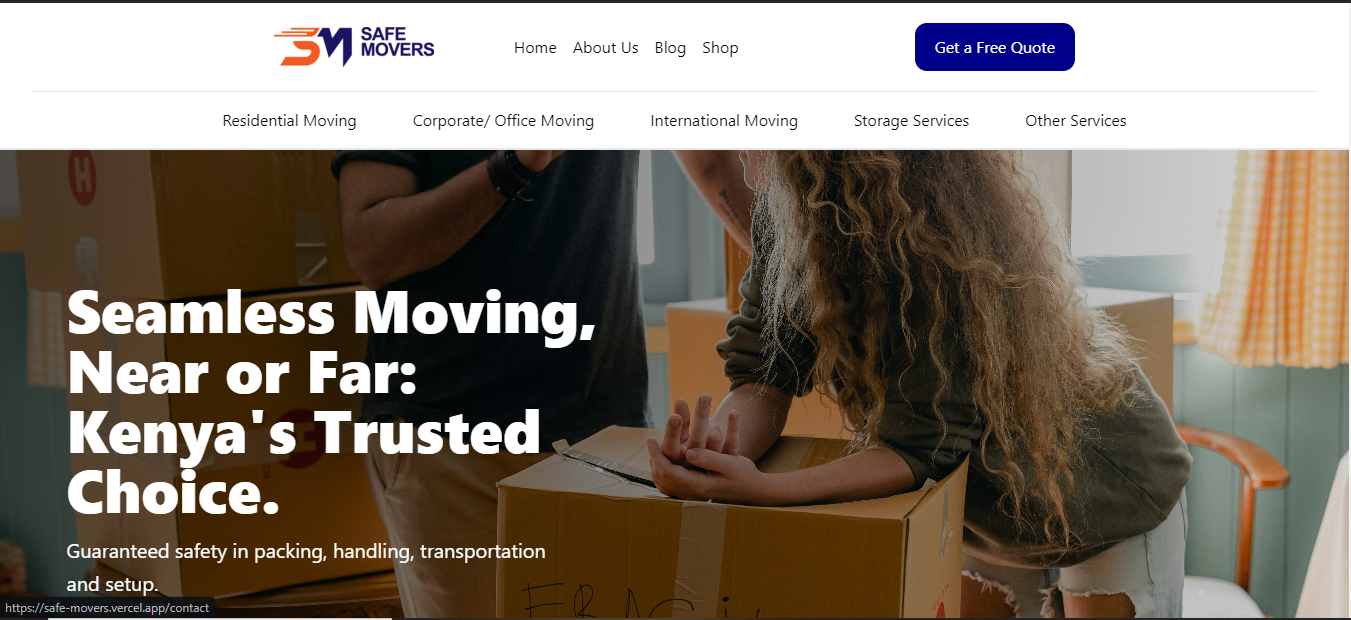 SAFE
MOVERS
Home About Us Blog Shop
Get a Free Quote
Residential Moving Corporate/ Office Moving International Moving Storage Services Other Services
H
Seamless Moving,
Near or Far:
Kenya's Trusted
Choice.
Guaranteed safety in packing, handling, transportation
and setup.
https://safe-movers.vercel.app/contact